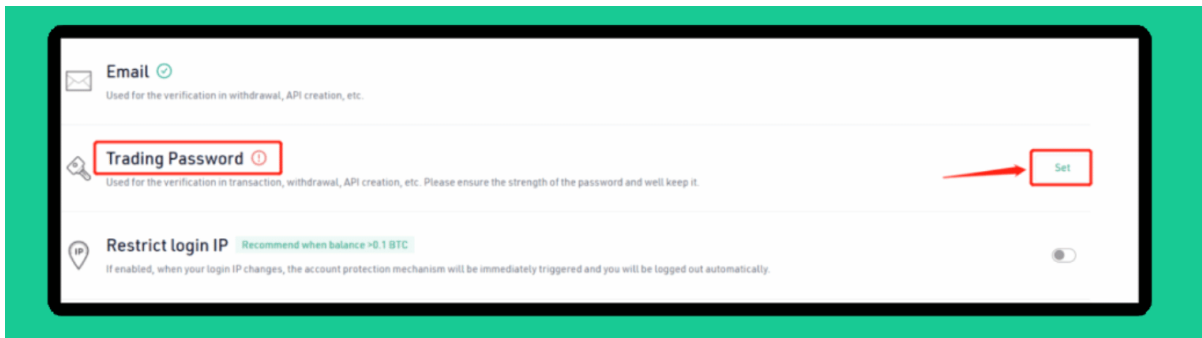 Email
Used for the verification in withdrawal, API creation, etc.
Trading Password
Used for the verification in transaction, withdrawal, API creation, etc. Please ensure the strength of the password and well keep it.
Set
Restrict login IP Recommend when balance >0.1 BTC
IP
If enabled, when your login IP changes, the account protection mechanism will be immediately triggered and you will be logged out automatically.